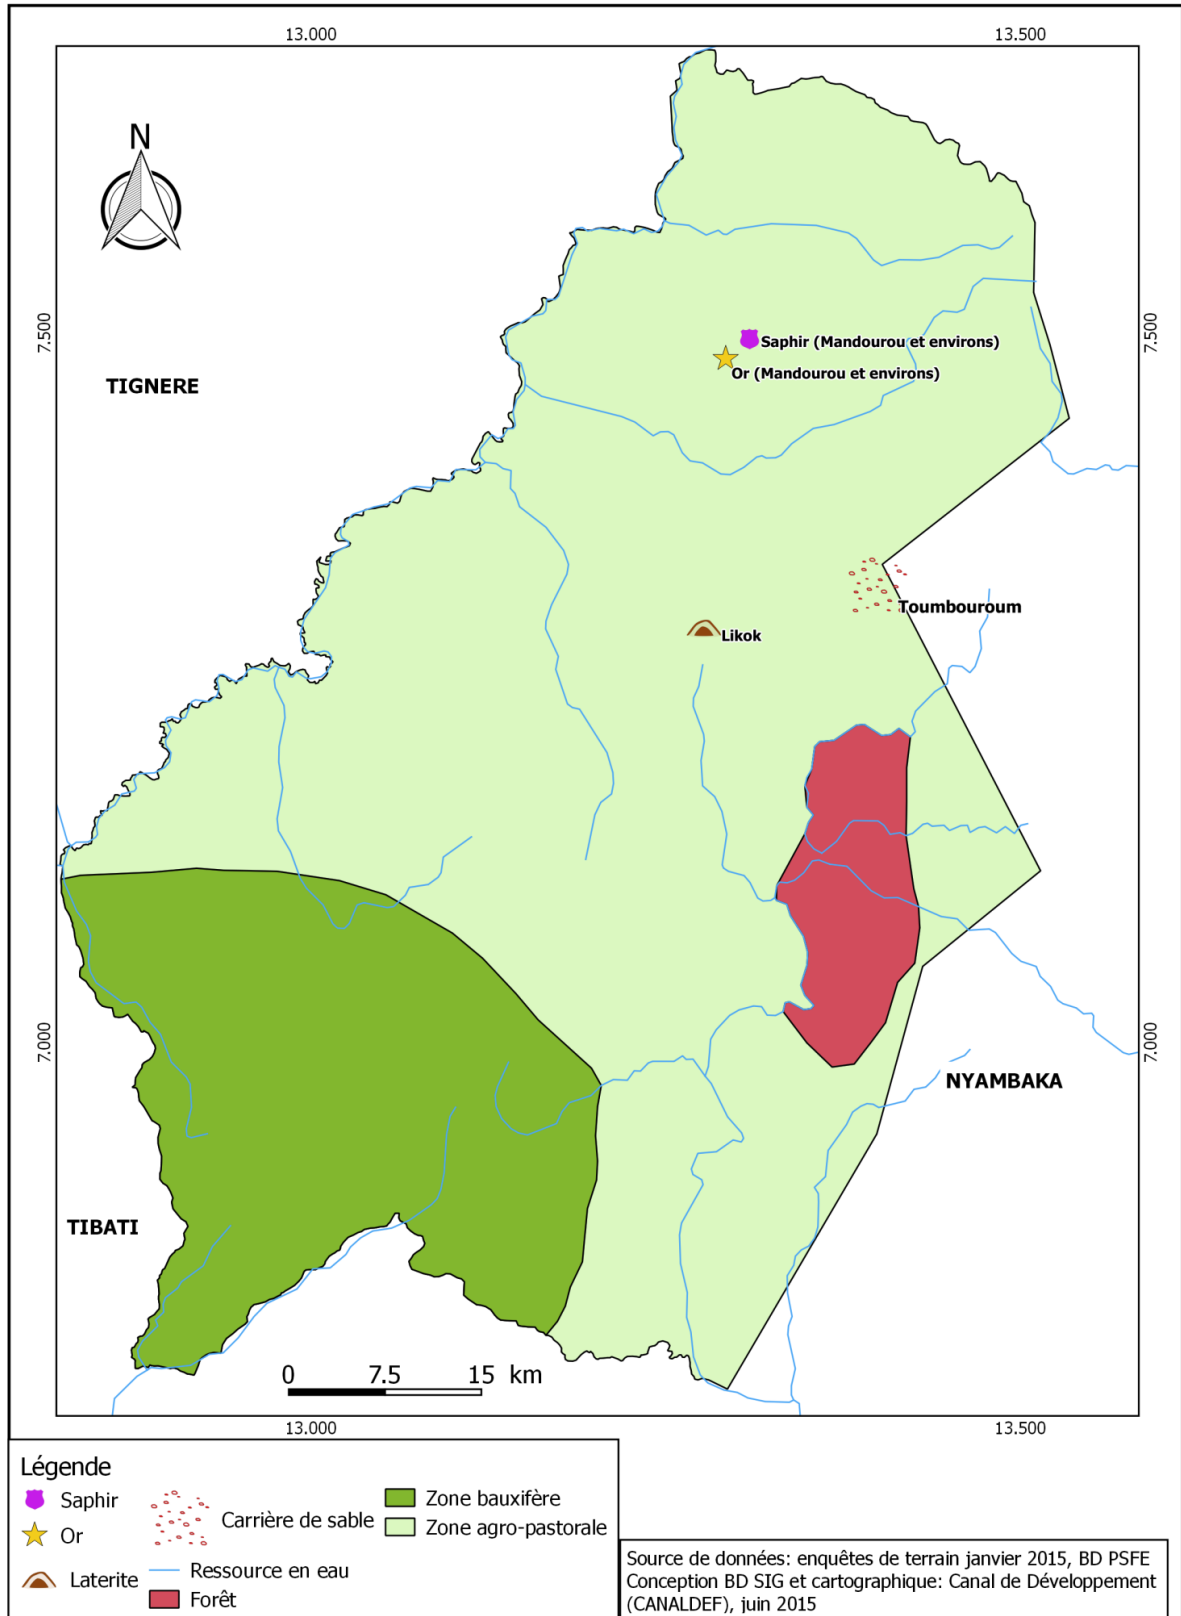 13.000
13.500
N
7.500
7.500
Saphir (Mandourou et environs)
Or (Mandourou et environs)
TIGNERE
Toumbouroum
Likok
7.000
7.000
NYAMBAKA
TIBATI
0 7.5 15 km
13.000
13.500
Légende
Saphir
Or
Laterite
Carrière de sable
Ressource en eau
Forêt
Zone bauxifère
Zone agro-pastorale
Source de données: enquêtes de terrain janvier 2015, BD PSFE
Conception BD SIG et cartographique: Canal de Développement
(CANALDEF), juin 2015